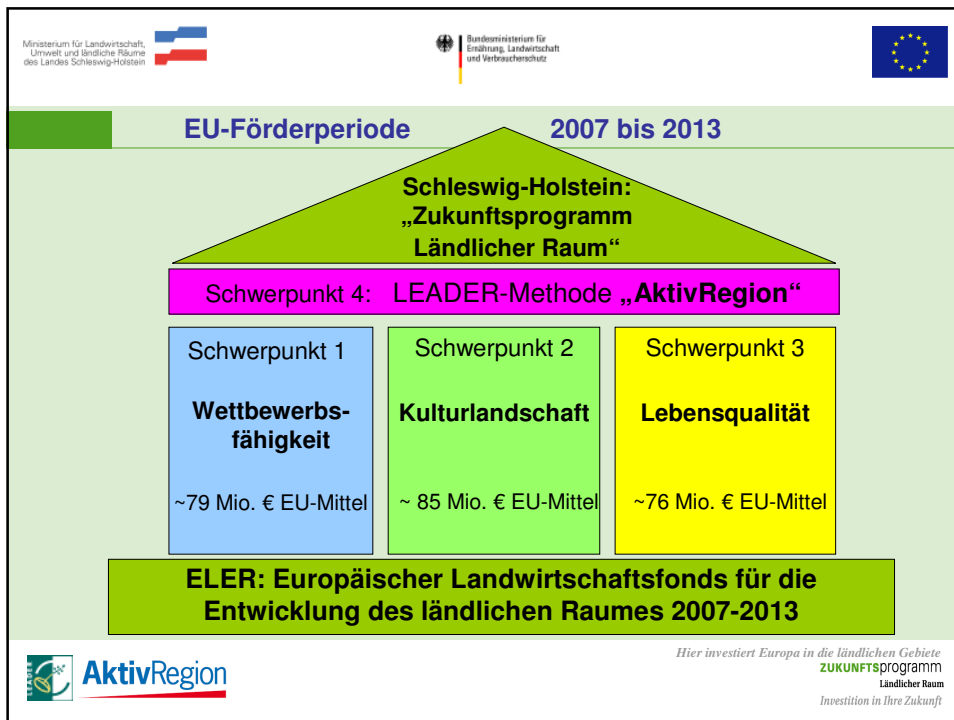 Ministerium für Landwirtschaft,
Umwelt und ländliche Räume
des Landes Schleswig-Holstein
Bundesministerium für
Ernährung, Landwirtschaft
und Verbraucherschutz
EU-Förderperiode 2007 bis 2013
Schleswig-Holstein:
„Zukunftsprogramm
Ländlicher Raum“
Schwerpunkt 4: LEADER-Methode „AktivRegion“
Schwerpunkt 1
Wettbewerbs-
fähigkeit
~79 Mio. € EU-Mittel
Schwerpunkt 2
Kulturlandschaft
~ 85 Mio. € EU-Mittel
Schwerpunkt 3
Lebensqualität
~76 Mio. € EU-Mittel
ELER: Europäischer Landwirtschaftsfonds für die
Entwicklung des ländlichen Raumes 2007-2013
LEADER
AktivRegion
Hier investiert Europa in die ländlichen Gebiete
ZUKUNFTSprogramm
Ländlicher Raum
Investition in Ihre Zukunft